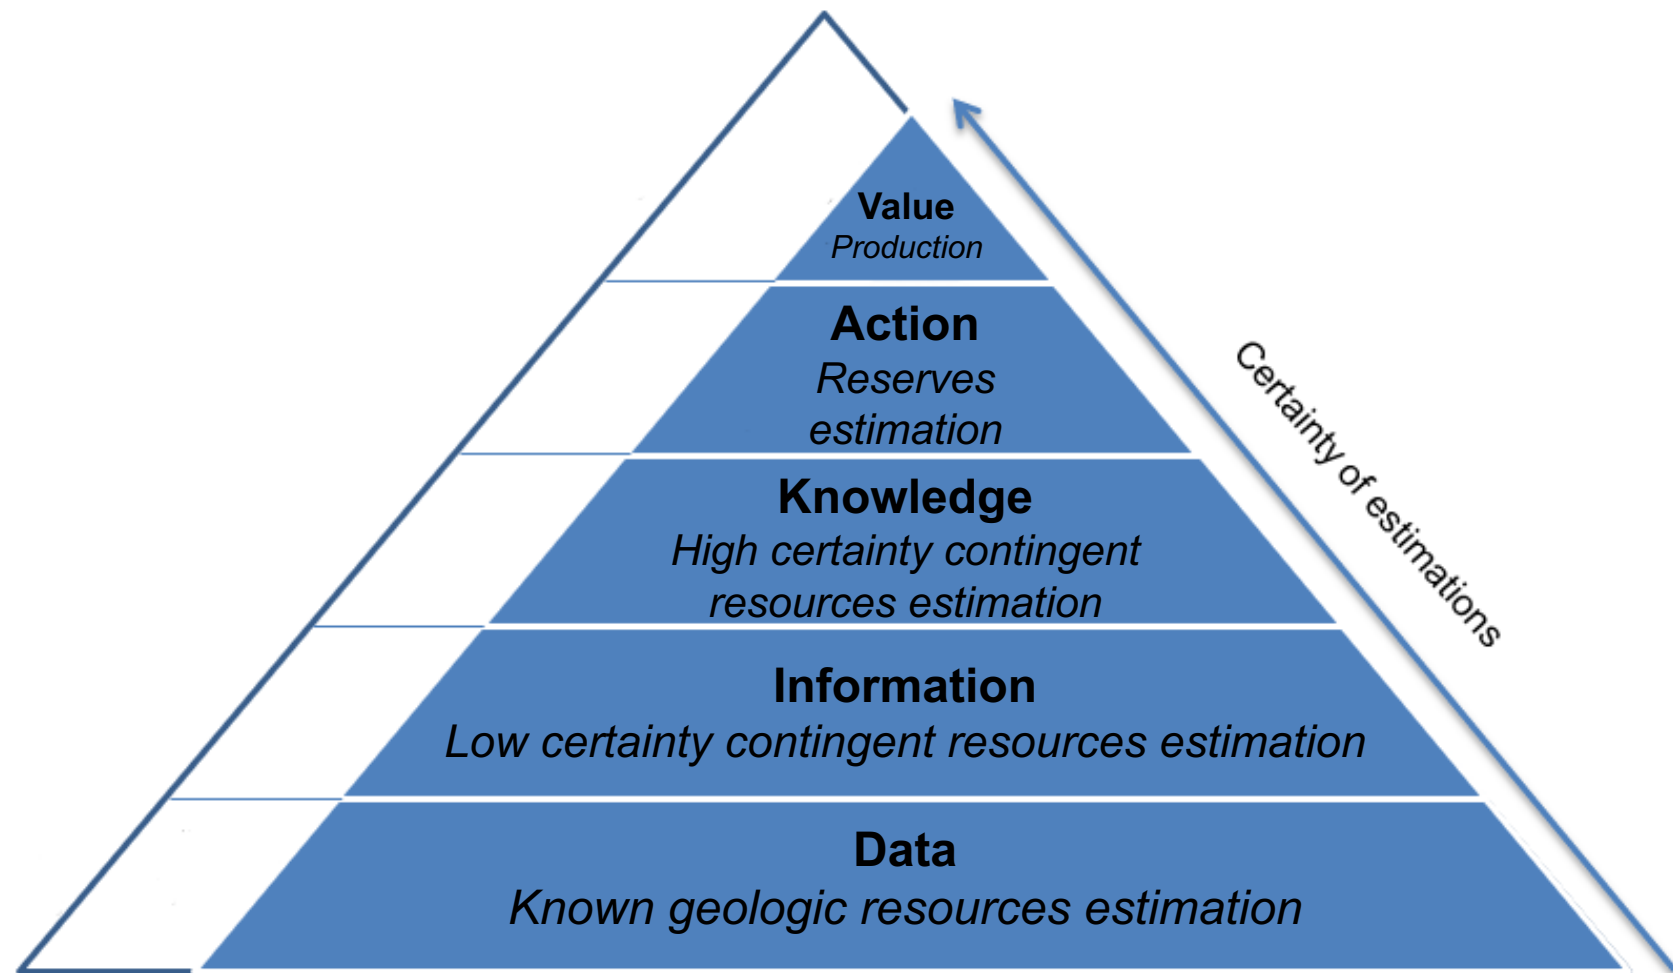 Value
Production
Action
Reserves
estimation
Knowledge
High certainty contingent
resources estimation
Information
Low certainty contingent resources estimation
Data
Known geologic resources estimation
Certainty of estimations